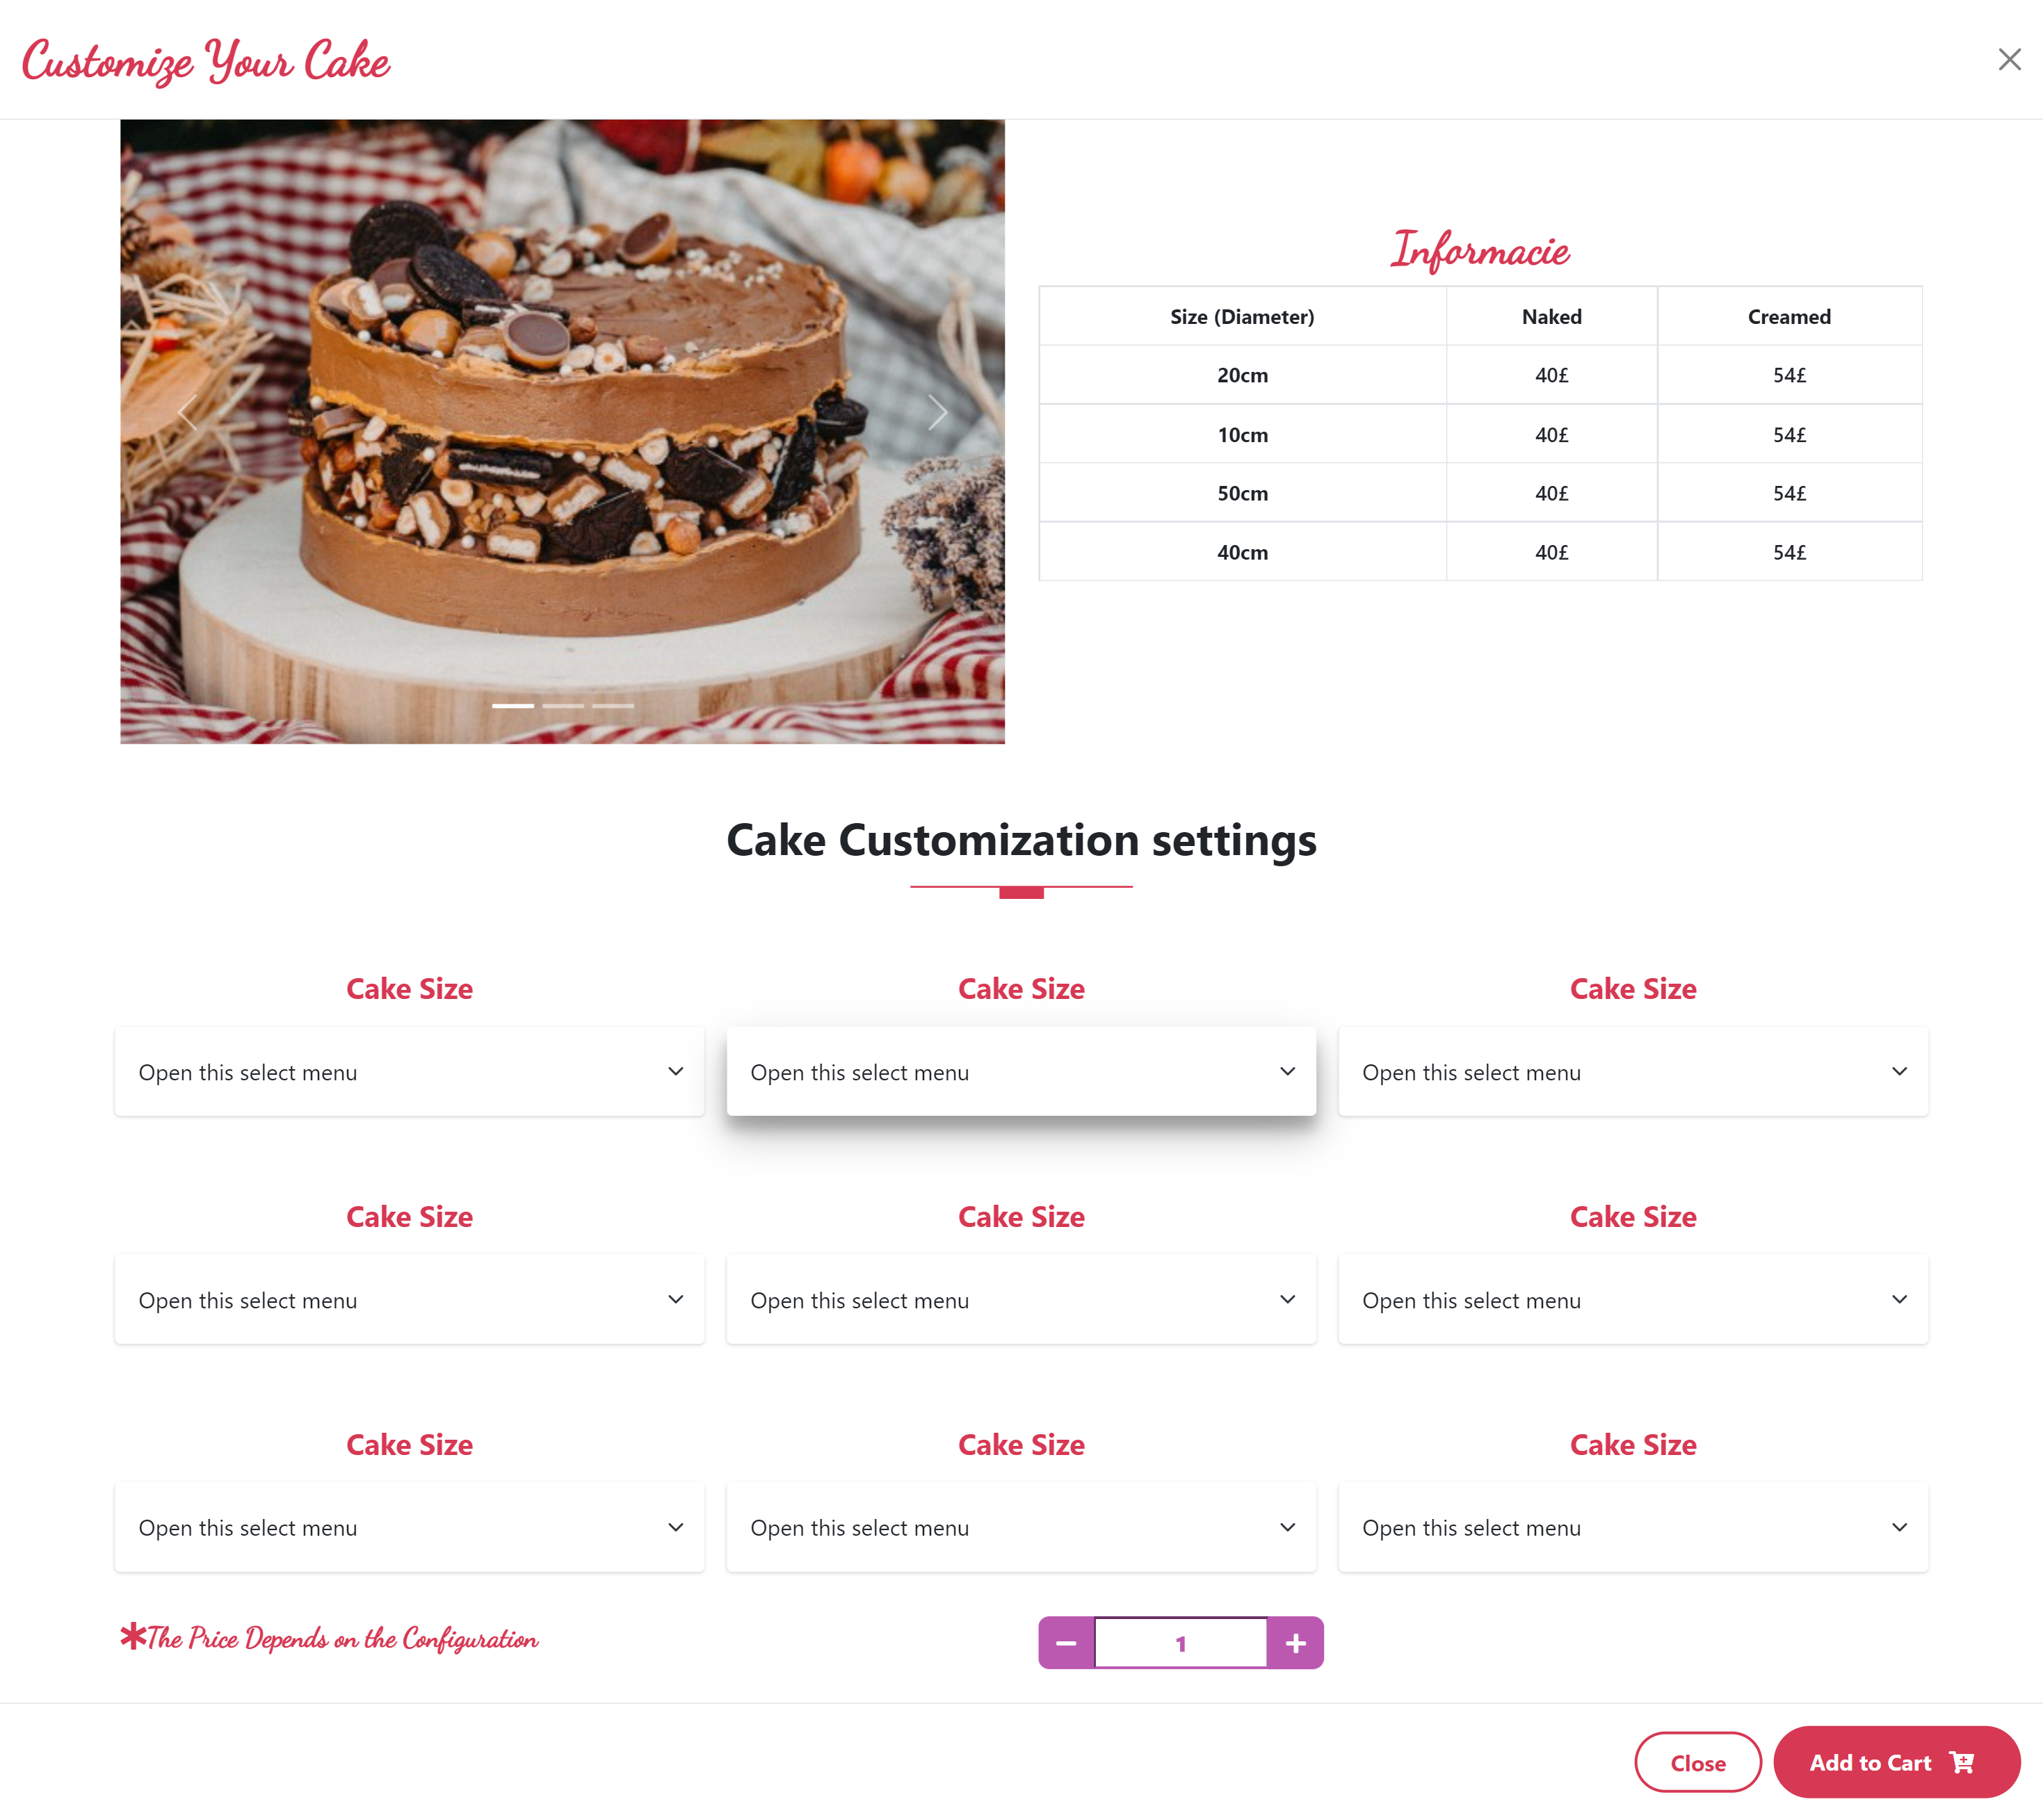 Customize Your Cake
Informacie
Size (Diameter) Naked Creamed
20cm 40£ 54£
10cm 40£ 54£
50cm 40£ 54£
40cm 40£ 54£
Cake Customization settings
Cake Size Cake Size Cake Size
Open this select menu Open this select menu Open this select menu
Cake Size Cake Size Cake Size
Open this select menu Open this select menu Open this select menu
Cake Size Cake Size Cake Size
Open this select menu Open this select menu Open this select menu
*The Price Depends on the Configuration
− 1 +
Close Add to Cart